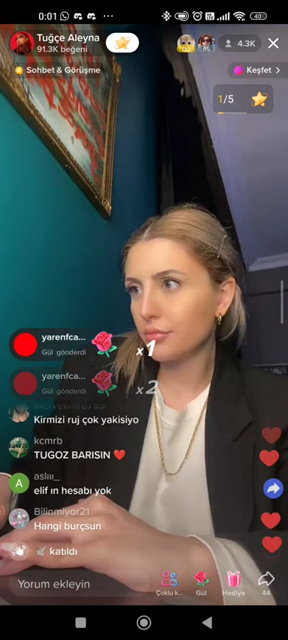 0:01
40
Tuğçe Aleyna
91.3K beğeni
4.3K
Sohbet & Görüşme
Keşfet >
1/5
yarenfca...
Gül gönderdi
x1
yarenfca...
Gül gönderdi
x2
Kirmizi ruj çok yakisiyo
kcmrb
TUGOZ BARISIN ❤️
aslııı_
elif ın hesabı yok
Bilinmiyor21
Hangi burçsun
katıldı
Yorum ekleyin
Çoklu k...
Gül
Hediye
44